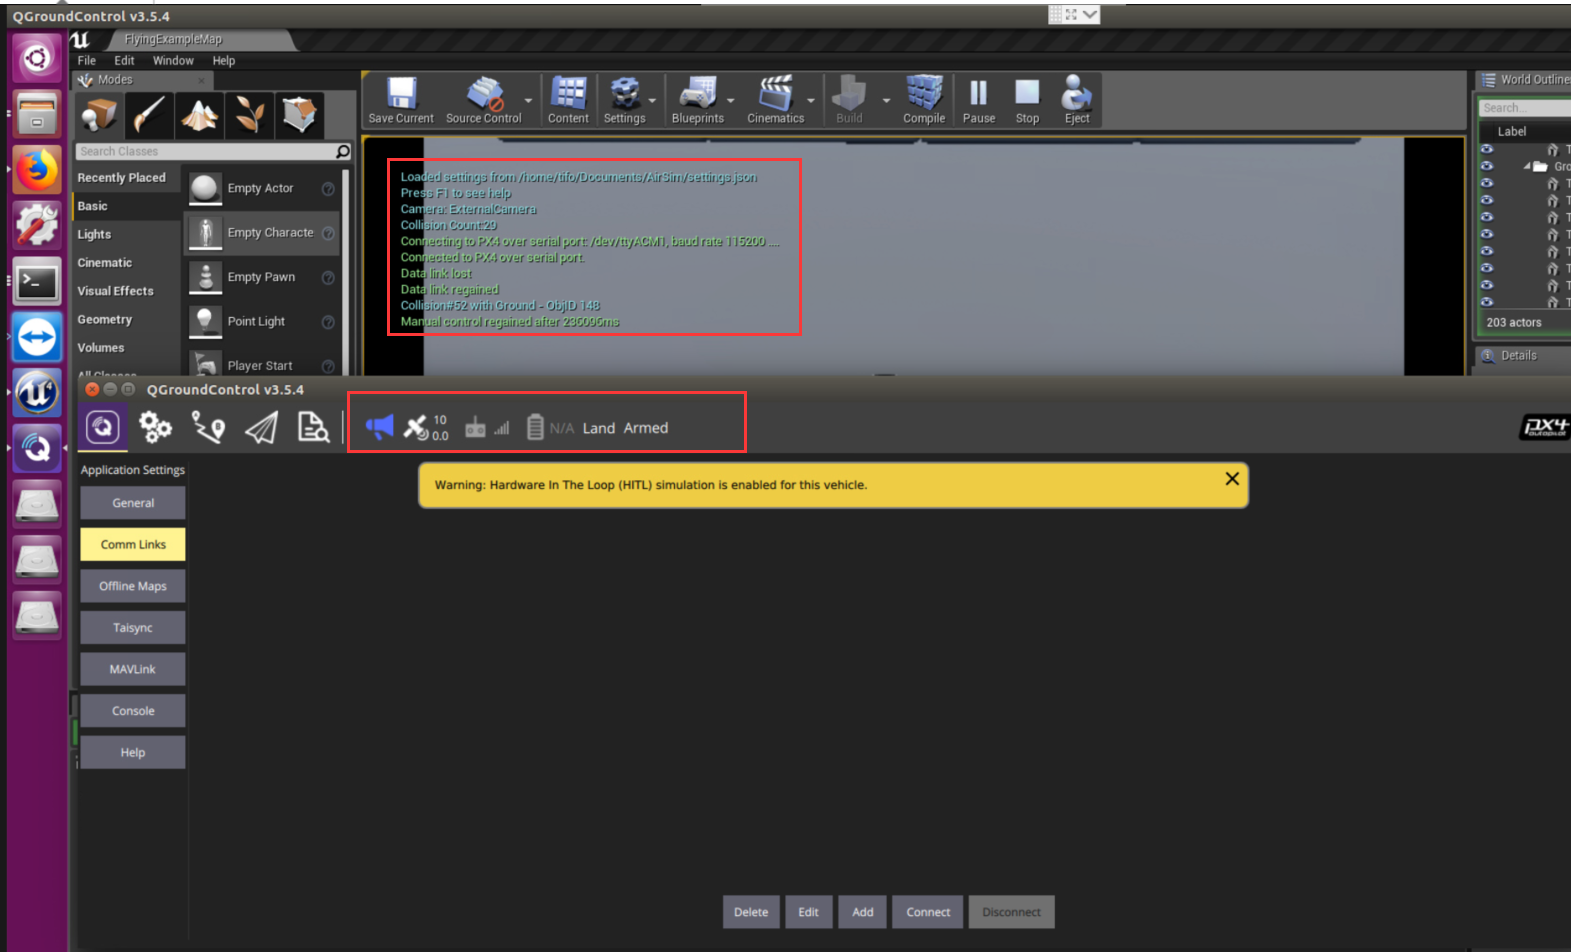 QGroundControl v3.5.4
FlyingExampleMap
File Edit Window Help
Modes
Save Current Source Control Content Settings Blueprints Cinematics Build Compile Pause Stop Eject
World Outline
Search...
Label
Search Classes
Recently Placed
Basic
Lights
Cinematic
Visual Effects
Geometry
Volumes
All Classes
Empty Actor
Empty Characte
Empty Pawn
Point Light
Player Start
Loaded settings from /home/tifo/Documents/AirSim/settings.json
Press F1 to see help
Camera: ExternalCamera
Collision Count:29
Connecting to PX4 over serial port: /dev/ttyACM1, baud rate 115200 ....
Connected to PX4 over serial port.
Data link lost
Data link regained
Collision#52 with Ground - ObjID 148
Manual control regained after 236096ms
T
Gro
T
T
T
T
T
T
T
T
203 actors
Details
QGroundControl v3.5.4
10
0.0
N/A Land Armed
px4
autopilot
Application Settings
General
Comm Links
Offline Maps
Taisync
MAVLink
Console
Help
Warning: Hardware In The Loop (HITL) simulation is enabled for this vehicle.
Delete Edit Add Connect Disconnect